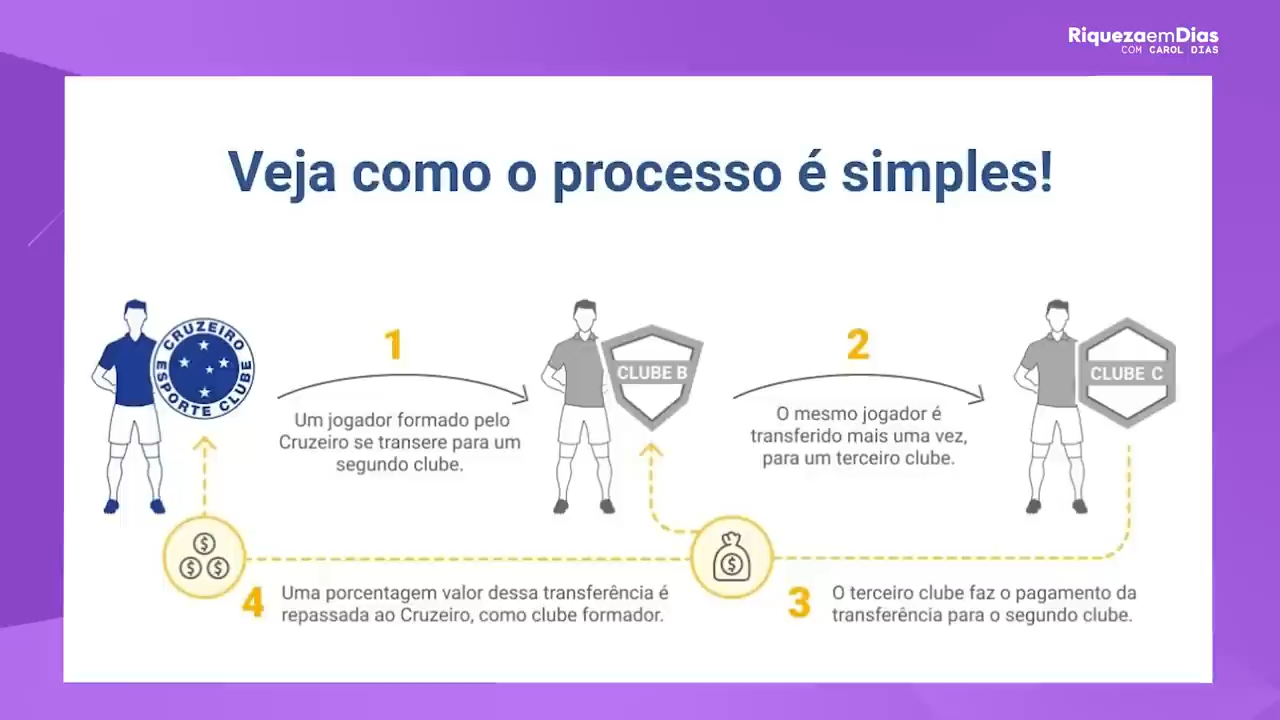 RiquezaemDias
COM CAROL DIAS
Veja como o processo é simples!
CRUZEIRO
ESPORTE CLUBE
1
Um jogador formado pelo
Cruzeiro se transere para um
segundo clube.
CLUBE B
2
O mesmo jogador é
transferido mais uma vez,
para um terceiro clube.
CLUBE C
4
Uma porcentagem valor dessa transferência é
repassada ao Cruzeiro, como clube formador.
3
O terceiro clube faz o pagamento da
transferência para o segundo clube.